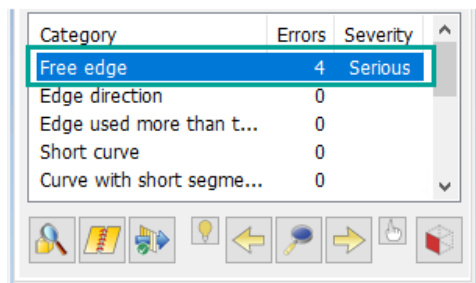 Category Errors Severity
Free edge 4 Serious
Edge direction 0
Edge used more than t... 0
Short curve 0
Curve with short segme... 0